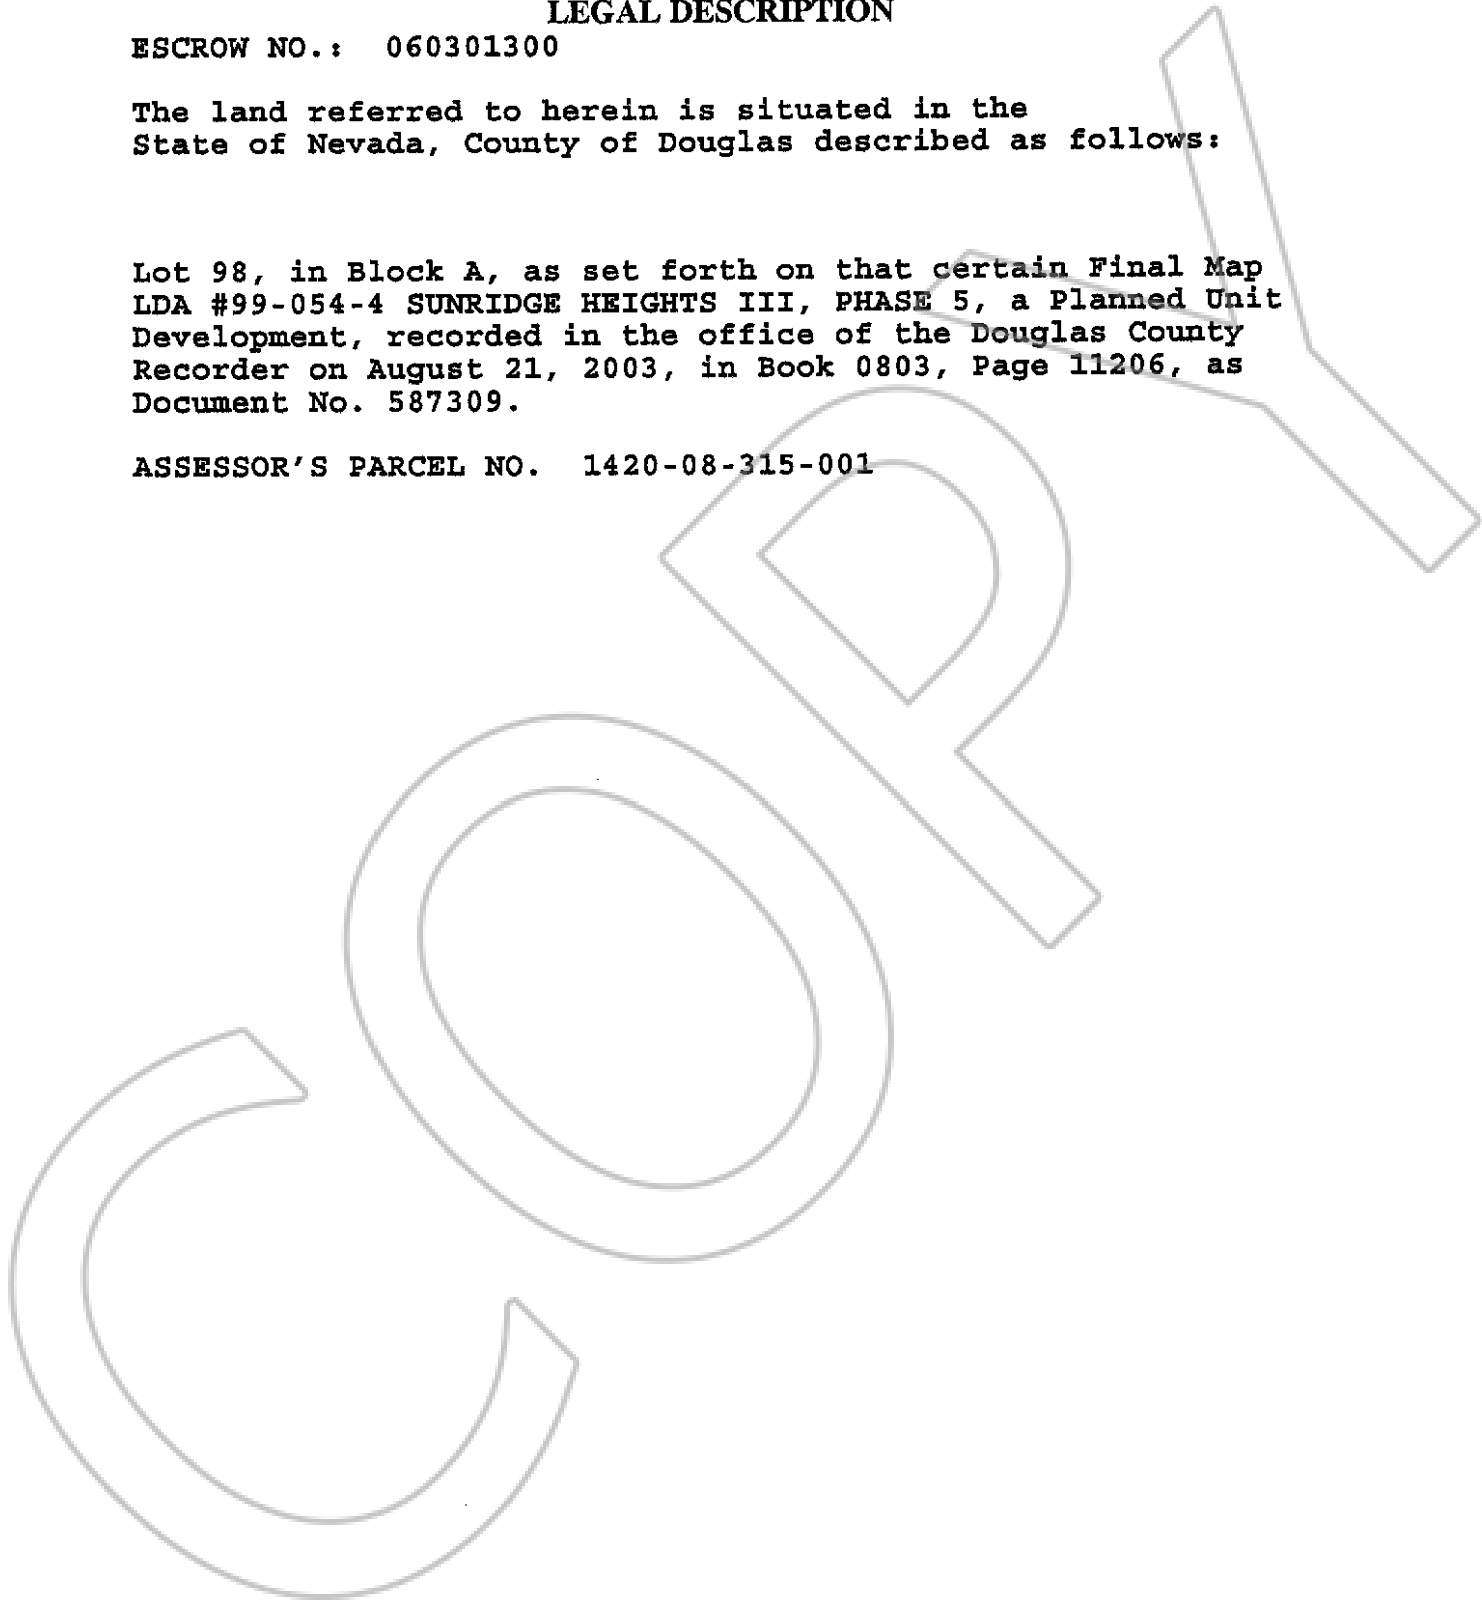 LEGAL DESCRIPTION
ESCROW NO.: 060301300
The land referred to herein is situated in the
State of Nevada, County of Douglas described as follows:
Lot 98, in Block A, as set forth on that certain Final Map
LDA #99-054-4 SUNRIDGE HEIGHTS III, PHASE 5, a Planned Unit
Development, recorded in the office of the Douglas County
Recorder on August 21, 2003, in Book 0803, Page 11206, as
Document No. 587309.
ASSESSOR'S PARCEL NO. 1420-08-315-001
COPY